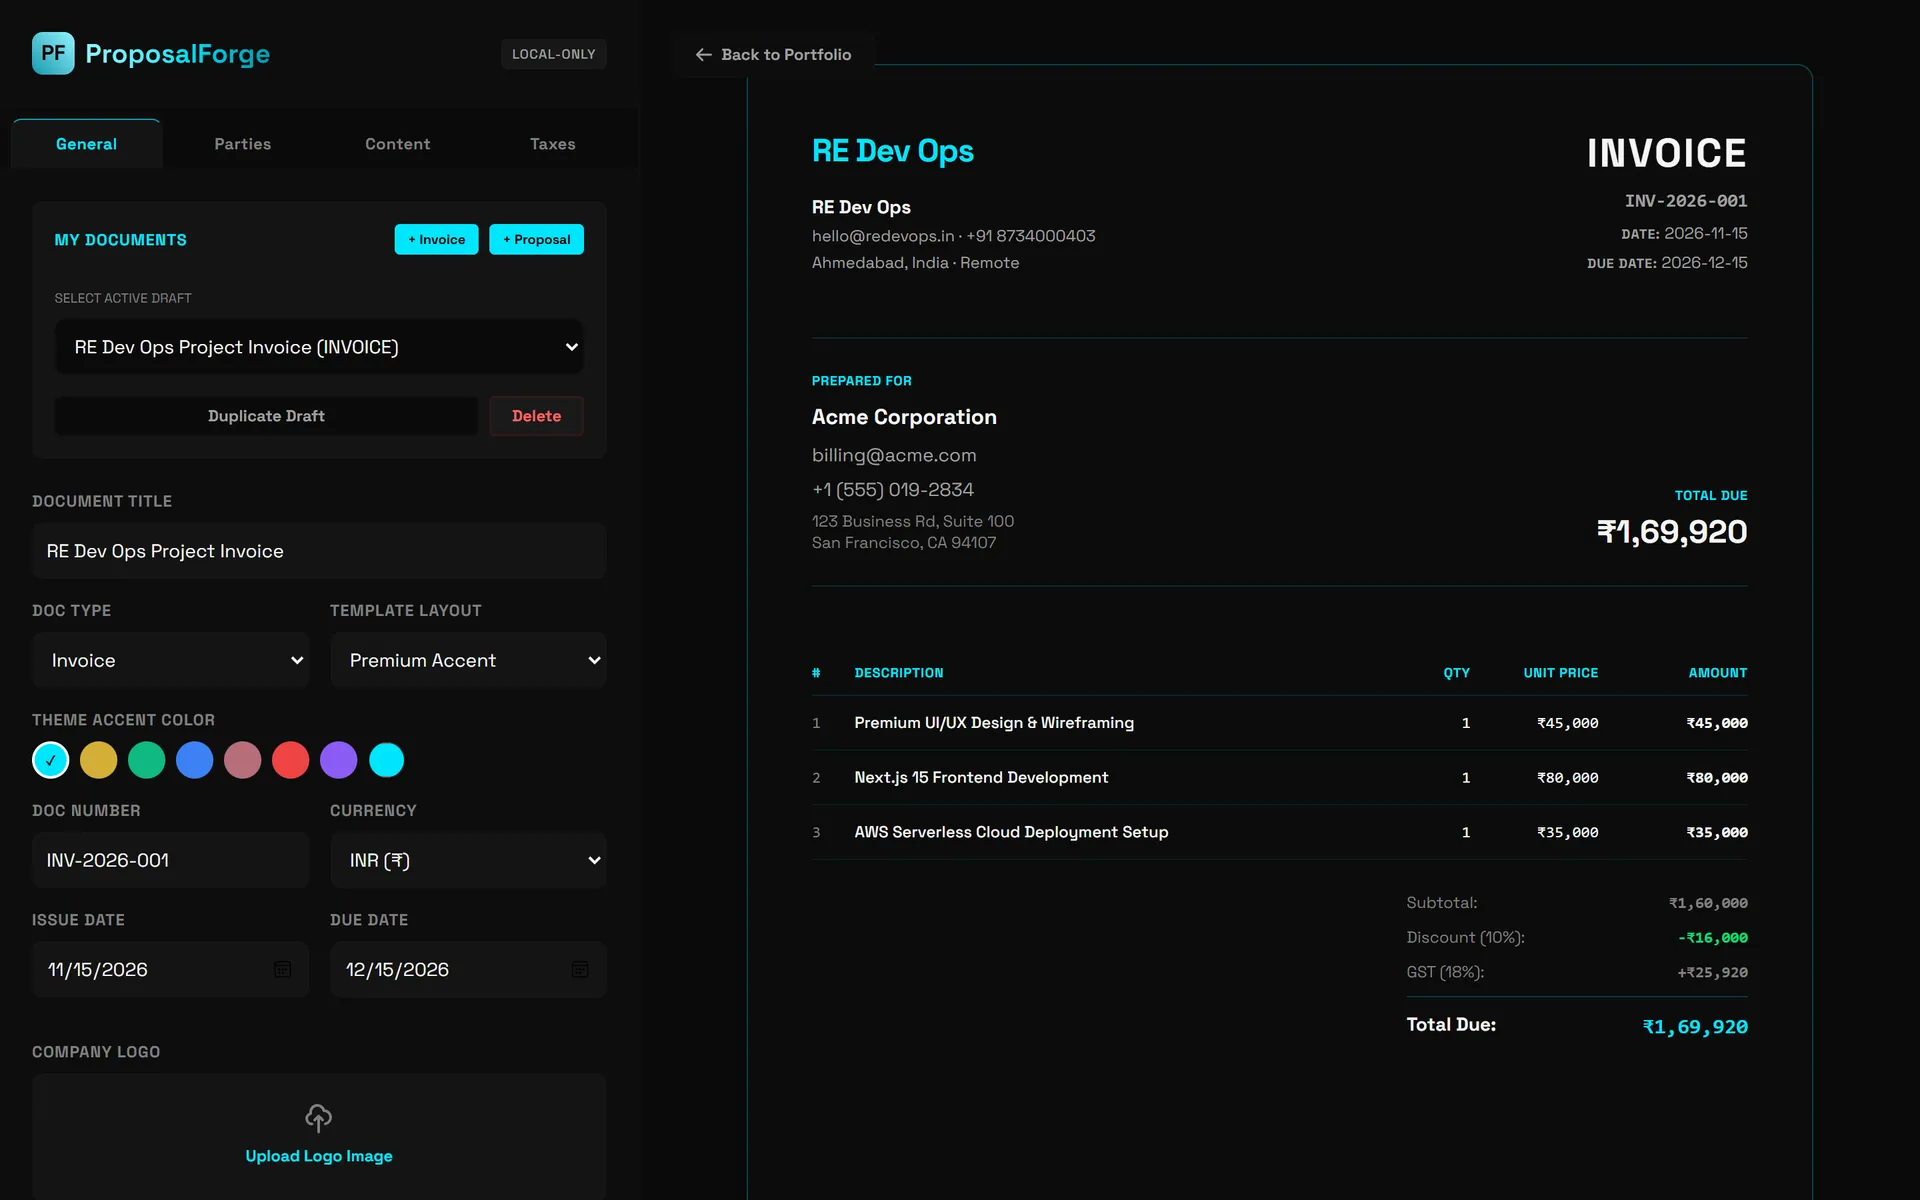 PF ProposalForge
LOCAL-ONLY
General Parties Content Taxes
MY DOCUMENTS
+ Invoice
+ Proposal
SELECT ACTIVE DRAFT
RE Dev Ops Project Invoice (INVOICE)
Duplicate Draft
Delete
DOCUMENT TITLE
RE Dev Ops Project Invoice
DOC TYPE TEMPLATE LAYOUT
Invoice Premium Accent
THEME ACCENT COLOR
✓
DOC NUMBER CURRENCY
INV-2026-001 INR (₹)
ISSUE DATE DUE DATE
11/15/2026 12/15/2026
COMPANY LOGO
Upload Logo Image
← Back to Portfolio
RE Dev Ops
INVOICE
INV-2026-001
DATE: 2026-11-15
DUE DATE: 2026-12-15
RE Dev Ops
hello@redevops.in · +91 8734000403
Ahmedabad, India · Remote
PREPARED FOR
Acme Corporation
billing@acme.com
+1 (555) 019-2834
123 Business Rd, Suite 100
San Francisco, CA 94107
TOTAL DUE
₹1,69,920
# DESCRIPTION QTY UNIT PRICE AMOUNT
1 Premium UI/UX Design & Wireframing 1 ₹45,000 ₹45,000
2 Next.js 15 Frontend Development 1 ₹80,000 ₹80,000
3 AWS Serverless Cloud Deployment Setup 1 ₹35,000 ₹35,000
Subtotal: ₹1,60,000
Discount (10%): -₹16,000
GST (18%): +₹25,920
Total Due: ₹1,69,920